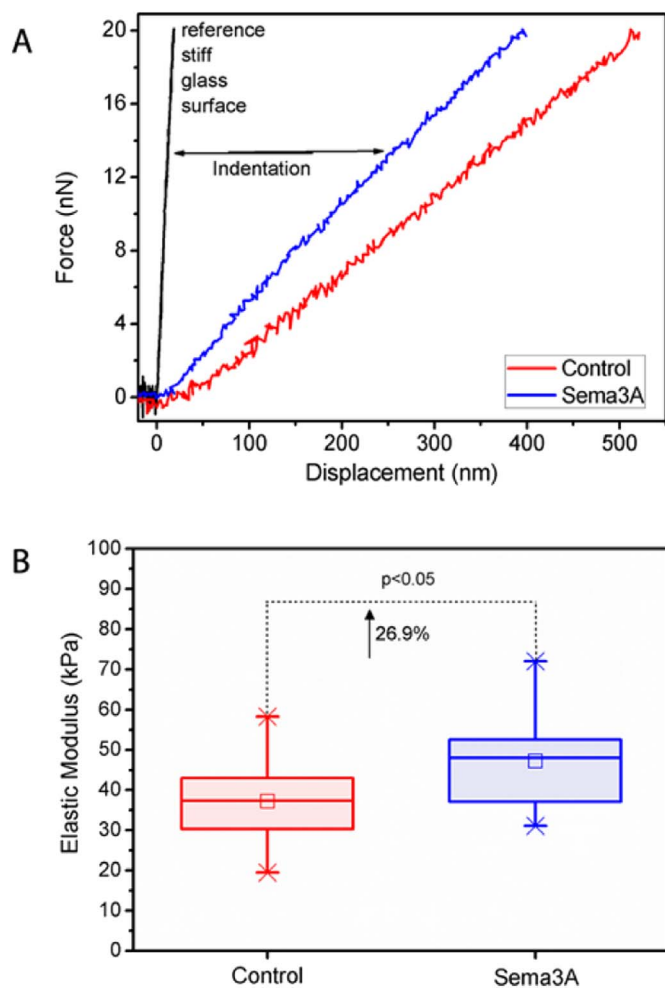 A
reference
stiff
glass
surface
Indentation
Force (nN)
20
16
12
8
4
0
Control
Sema3A
0 100 200 300 400 500
Displacement (nm)
B
Elastic Modulus (kPa)
100
90
80
70
60
50
40
30
20
10
0
p<0.05
26.9%
Control Sema3A